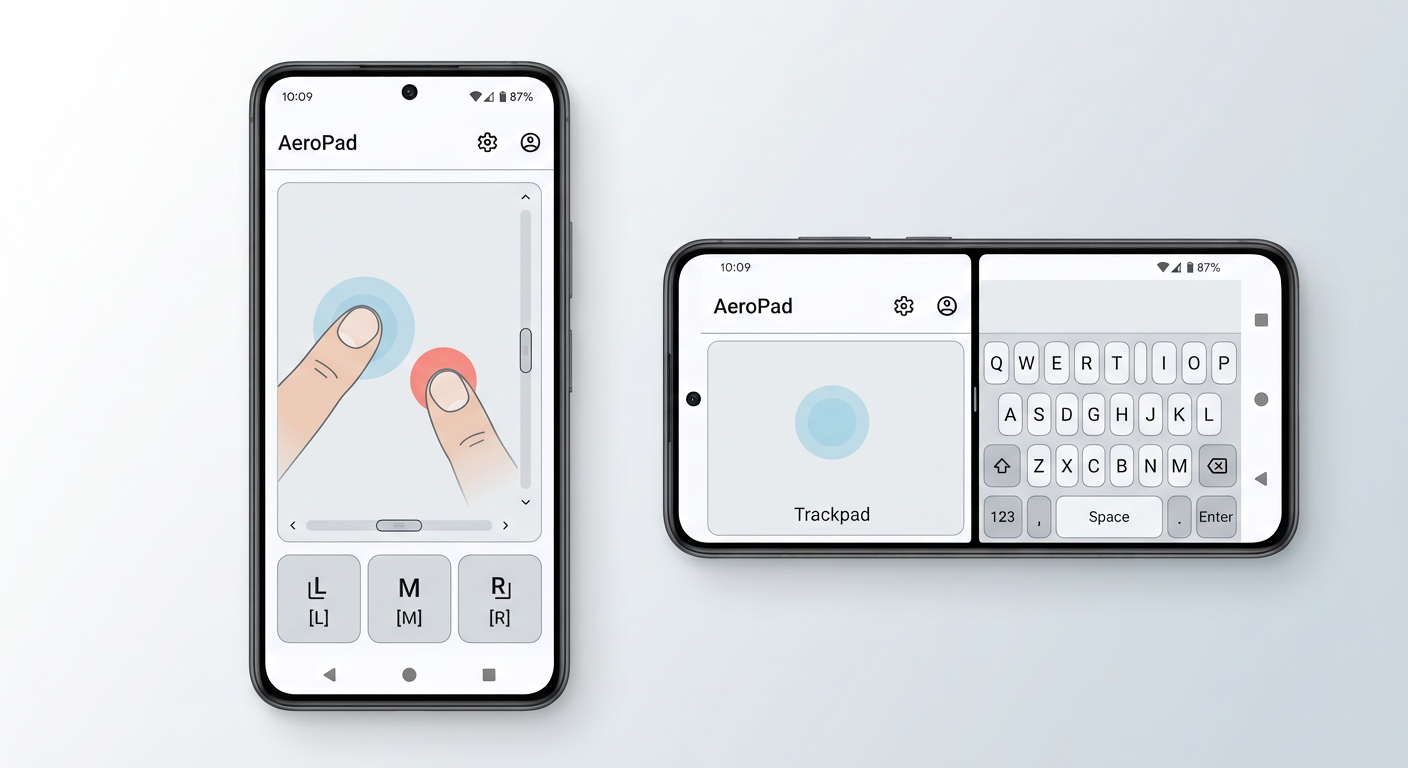 10:09 87%
AeroPad
L M R
[L] [M] [R]
10:09 87%
AeroPad
Trackpad
Q W E R T I O P
A S D G H J K L
Z X C B N M
123 , Space . Enter